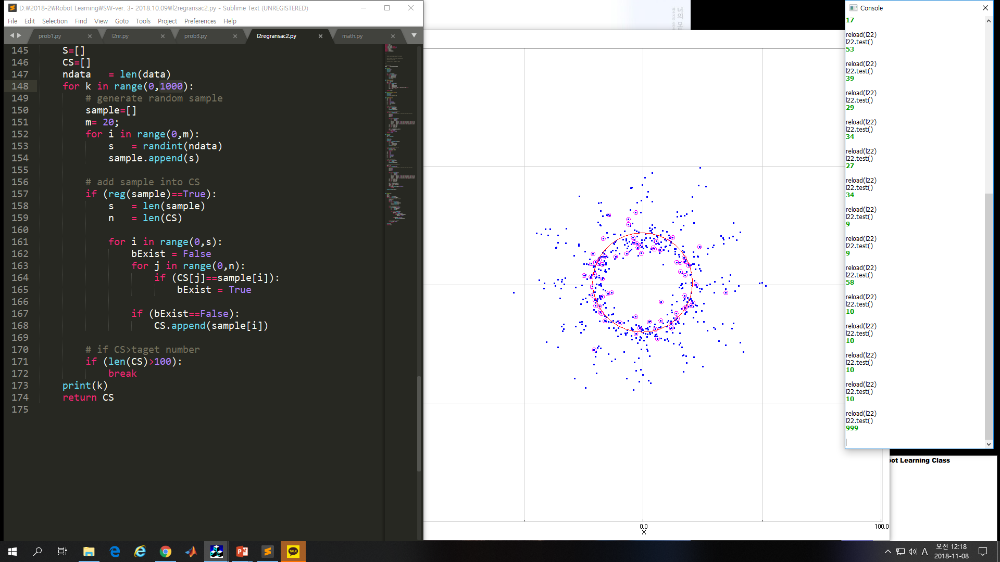 D:₩2018-2₩Robot Learning₩SW-ver. 3- 2018.10.09₩l2regransac2.py - Sublime Text (UNREGISTERED)
File Edit Selection Find View Goto Tools Project Preferences Help
prob1.py l2nr.py prob3.py l2regransac2.py math.py
145 S=[]
146 CS=[]
147 ndata = len(data)
148 for k in range(0,1000):
149 # generate random sample
150 sample=[]
151 m= 20;
152 for i in range(0,m):
153 s = randint(ndata)
154 sample.append(s)
155
156 # add sample into CS
157 if (reg(sample)==True):
158 s = len(sample)
159 n = len(CS)
160
161 for i in range(0,s):
162 bExist = False
163 for j in range(0,n):
164 if (CS[j]==sample[i]):
165 bExist = True
166
167 if (bExist==False):
168 CS.append(sample[i])
169
170 # if CS>taget number
171 if (len(CS)>100):
172 break
173 print(k)
174 return CS
175
0.0
X
100.0
Console
17
reload(l22)
l22.test()
53
reload(l22)
l22.test()
39
reload(l22)
l22.test()
29
reload(l22)
l22.test()
34
reload(l22)
l22.test()
27
reload(l22)
l22.test()
34
reload(l22)
l22.test()
9
reload(l22)
l22.test()
9
reload(l22)
l22.test()
58
reload(l22)
l22.test()
10
reload(l22)
l22.test()
10
reload(l22)
l22.test()
10
reload(l22)
l22.test()
10
reload(l22)
l22.test()
999
bot Learning Class
TALK
A
오전 12:18
2018-11-08